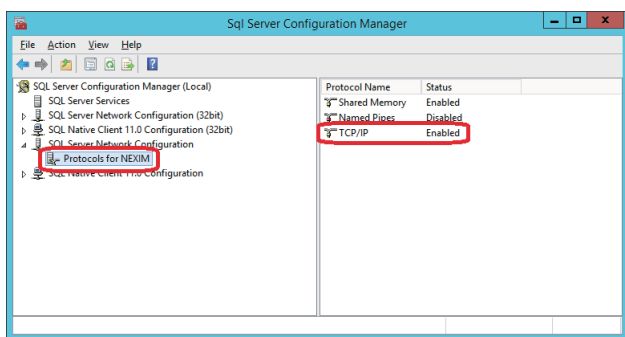 Sql Server Configuration Manager
File Action View Help
SQL Server Configuration Manager (Local)
SQL Server Services
SQL Server Network Configuration (32bit)
SQL Native Client 11.0 Configuration (32bit)
SQL Server Network Configuration
Protocols for NEXIM
SQL Native Client 11.0 Configuration
Protocol Name Status
Shared Memory Enabled
Named Pipes Disabled
TCP/IP Enabled